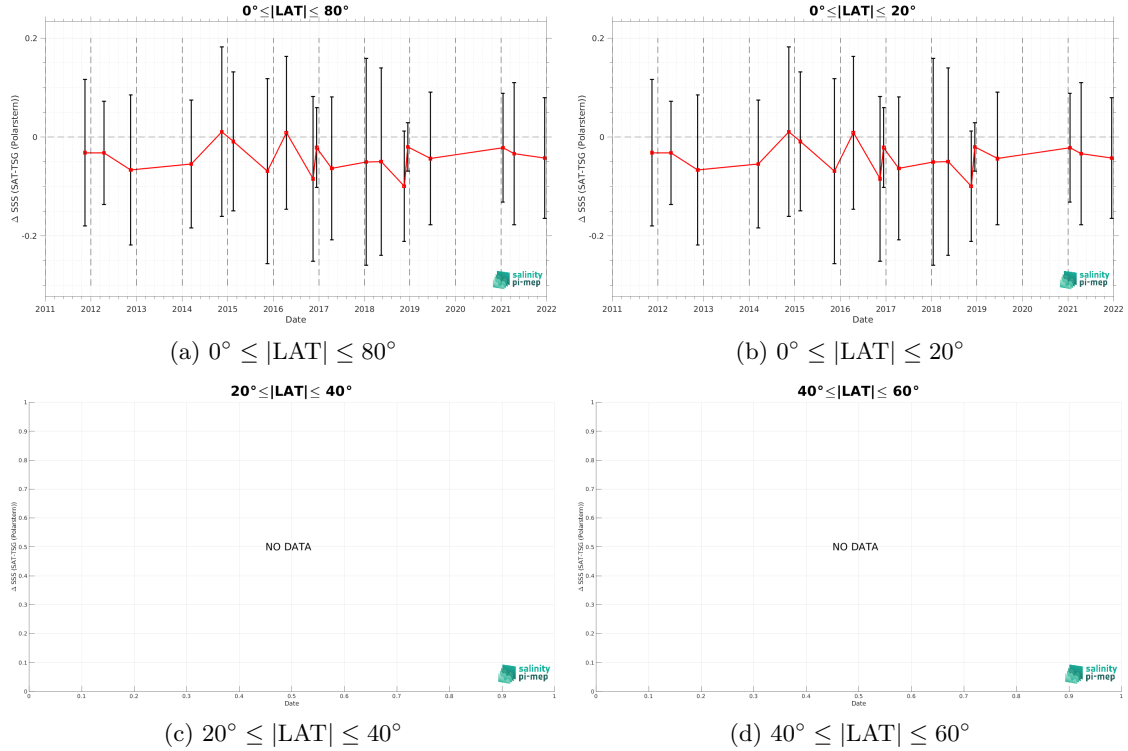 0°≤|LAT|≤ 80°
Δ SSS (SAT-TSG (Polarstern))
0.2
0
-0.2
2011 2012 2013 2014 2015 2016 2017 2018 2019 2020 2021 2022
Date
salinity
pi-mep
(a) 0° ≤ |LAT| ≤ 80°
0°≤|LAT|≤ 20°
Δ SSS (SAT-TSG (Polarstern))
0.2
0
-0.2
2011 2012 2013 2014 2015 2016 2017 2018 2019 2020 2021 2022
Date
salinity
pi-mep
(b) 0° ≤ |LAT| ≤ 20°
20°≤|LAT|≤ 40°
Δ SSS (SAT-TSG (Polarstern))
1
0.9
0.8
0.7
0.6
0.5
0.4
0.3
0.2
0.1
0
NO DATA
0 0.1 0.2 0.3 0.4 0.5 0.6 0.7 0.8 0.9 1
Date
salinity
pi-mep
(c) 20° ≤ |LAT| ≤ 40°
40°≤|LAT|≤ 60°
Δ SSS (SAT-TSG (Polarstern))
1
0.9
0.8
0.7
0.6
0.5
0.4
0.3
0.2
0.1
0
NO DATA
0 0.1 0.2 0.3 0.4 0.5 0.6 0.7 0.8 0.9 1
Date
salinity
pi-mep
(d) 40° ≤ |LAT| ≤ 60°